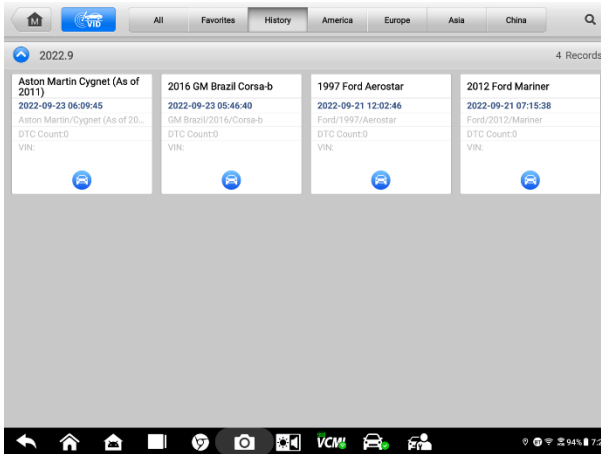 M
VID
All
Favorites
History
America
Europe
Asia
China
2022.9
4 Records
Aston Martin Cygnet (As of
2011)
2022-09-23 06:09:45
Aston Martin/Cygnet (As of 20...
DTC Count:0
VIN:
2016 GM Brazil Corsa-b
2022-09-23 05:46:40
GM Brazil/2016/Corsa-b
DTC Count:0
VIN:
1997 Ford Aerostar
2022-09-21 12:02:46
Ford/1997/Aerostar
DTC Count:0
VIN:
2012 Ford Mariner
2022-09-21 07:15:38
Ford/2012/Mariner
DTC Count:0
VIN:
VCMI
94%